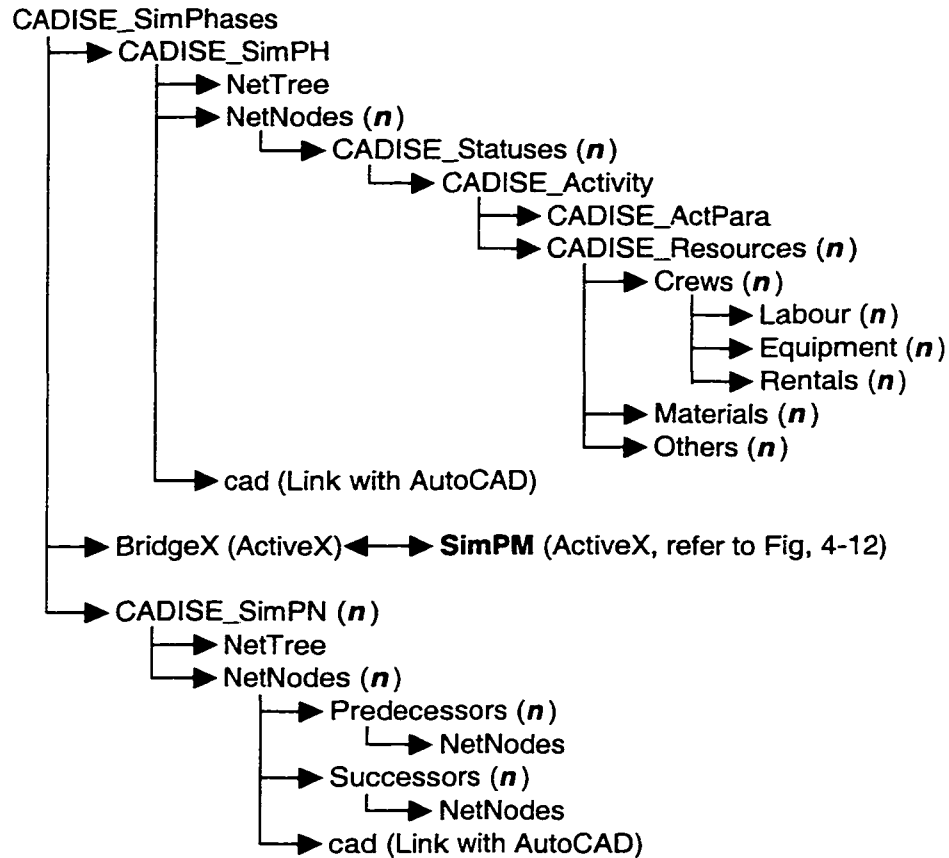 CADISE_SimPhases
CADISE_SimPH
NetTree
NetNodes (n)
CADISE_Statuses (n)
CADISE_Activity
CADISE_ActPara
CADISE_Resources (n)
Crews (n)
Labour (n)
Equipment (n)
Rentals (n)
Materials (n)
Others (n)
cad (Link with AutoCAD)
BridgeX (ActiveX) SimPM (ActiveX, refer to Fig, 4-12)
CADISE_SimPN (n)
NetTree
NetNodes (n)
Predecessors (n)
NetNodes
Successors (n)
NetNodes
cad (Link with AutoCAD)